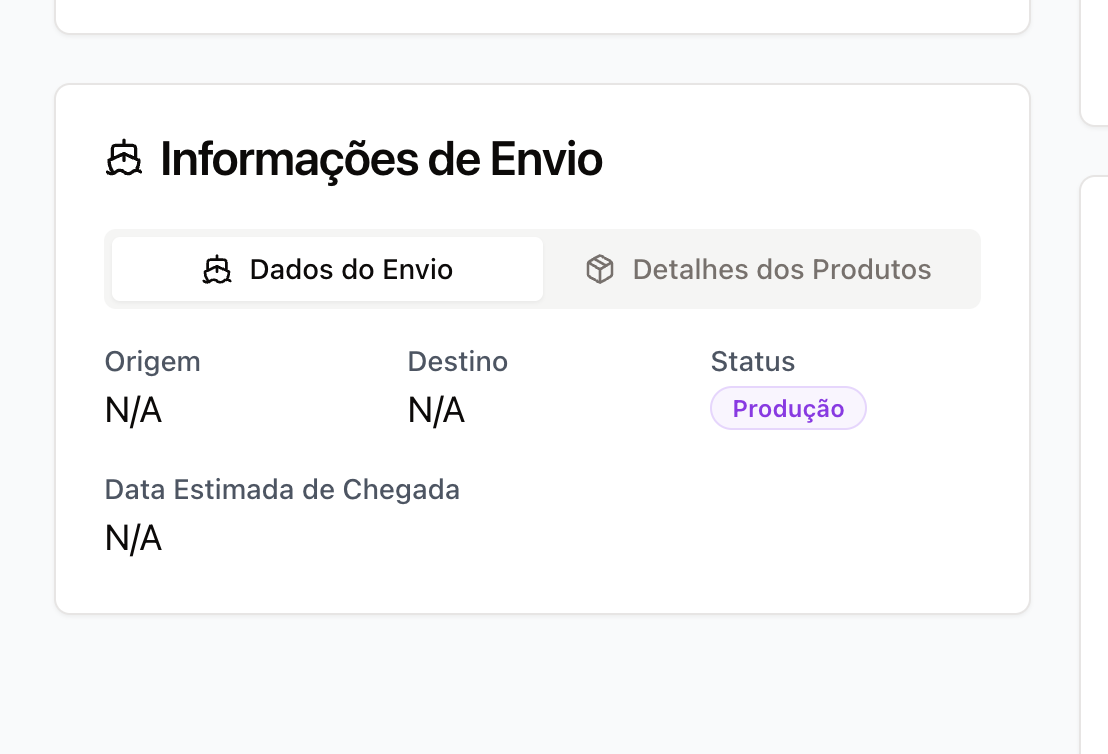 Informações de Envio
Dados do Envio
Detalhes dos Produtos
Origem
Destino
Status
N/A
N/A
Produção
Data Estimada de Chegada
N/A